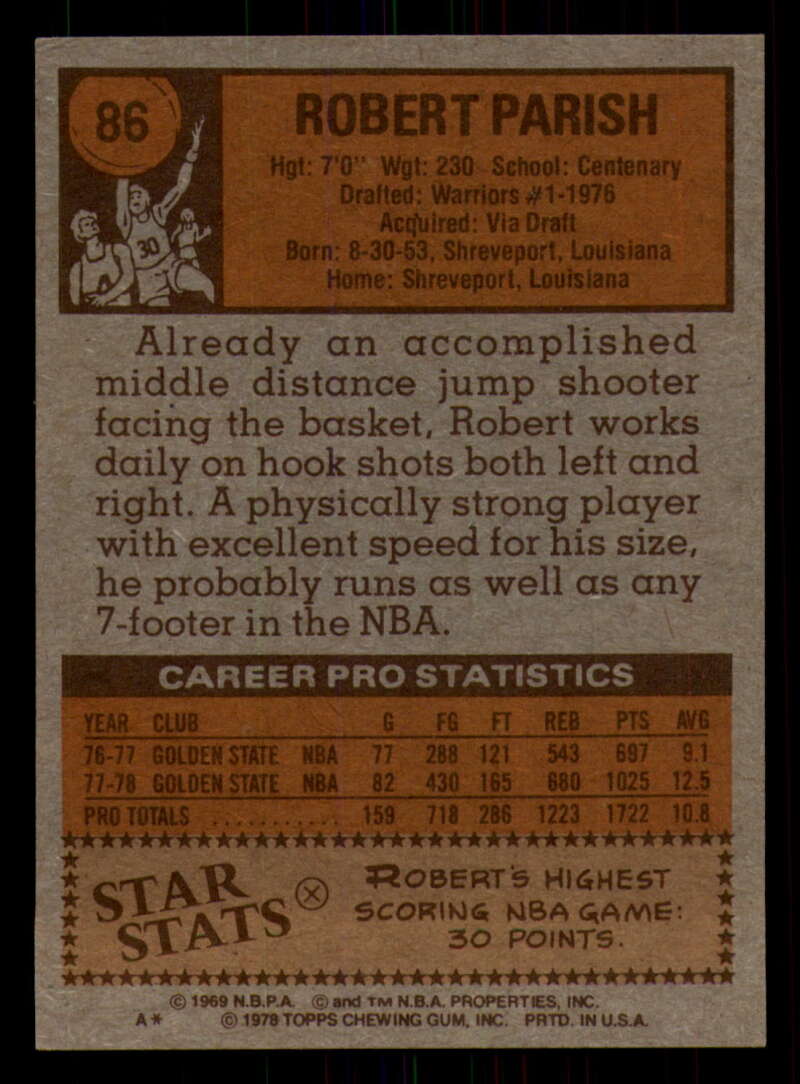 86
ROBERT PARISH
Hgt: 7'0" Wgt: 230 School: Centenary
Drafted: Warriors #1-1976
Acquired: Via Draft
Born: 8-30-53, Shreveport, Louisiana
Home: Shreveport, Louisiana
30
Already an accomplished
middle distance jump shooter
facing the basket, Robert works
daily on hook shots both left and
right. A physically strong player
with excellent speed for his size,
he probably runs as well as any
7-footer in the NBA.
CAREER PRO STATISTICS
YEAR CLUB G FG FT REB PTS AVG
76-77 GOLDEN STATE NBA 77 288 121 543 697 9.1
77-78 GOLDEN STATE NBA 82 430 165 680 1025 12.5
PRO TOTALS ........... 159 718 286 1223 1722 10.8
STAR
STATS
ROBERT'S HIGHEST
SCORING NBA GAME:
30 POINTS.
© 1969 N.B.P.A. © and TM N.B.A. PROPERTIES, INC.
A* © 1978 TOPPS CHEWING GUM, INC. PRTD. IN U.S.A.